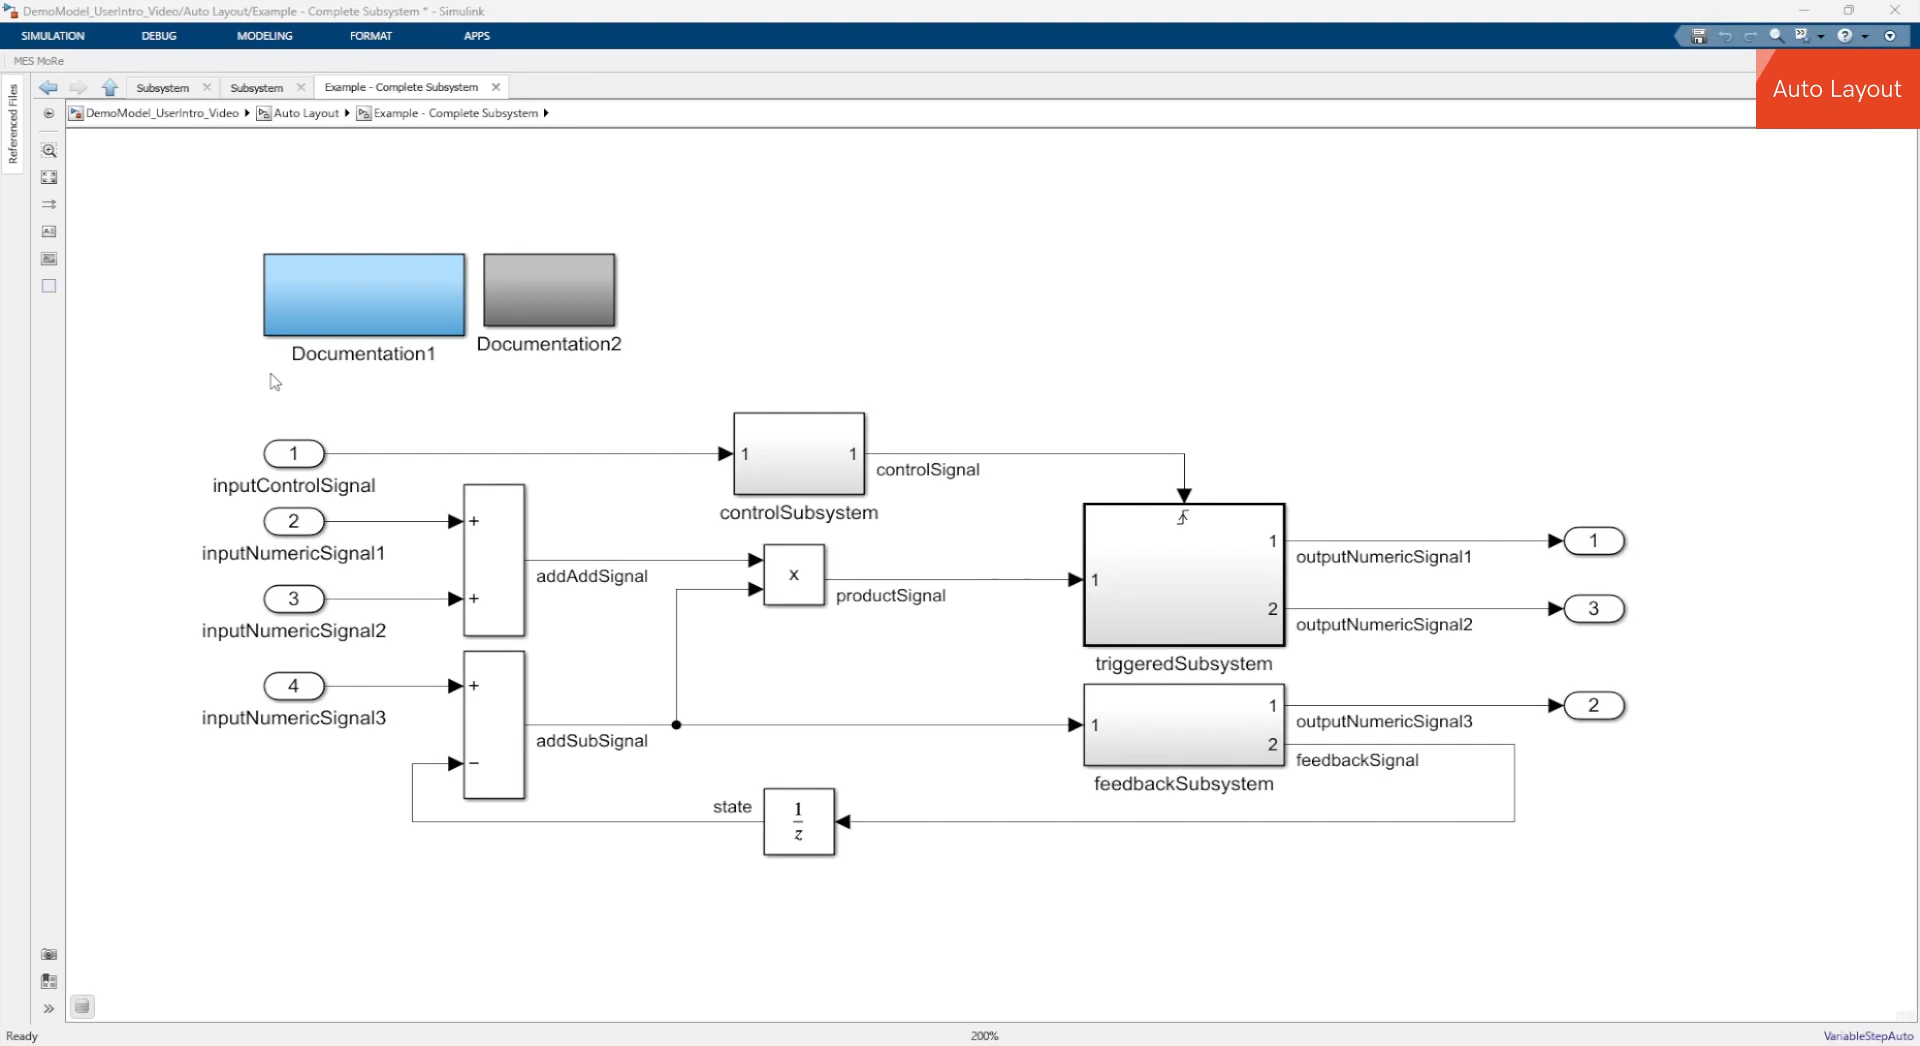 DemoModel_UserIntro_Video/Auto Layout/Example - Complete Subsystem * - Simulink
SIMULATION DEBUG MODELING FORMAT APPS
MES MoRe
Auto Layout
Referenced Files
Subsystem Subsystem Example - Complete Subsystem
DemoModel_UserIntro_Video Auto Layout Example - Complete Subsystem
Documentation1
Documentation2
1
inputControlSignal
1 1
controlSignal
controlSubsystem
2
inputNumericSignal1
3
inputNumericSignal2
+
+
addAddSignal
x
productSignal
1
1
2
triggeredSubsystem
outputNumericSignal1
1
outputNumericSignal2
3
4
inputNumericSignal3
+
−
addSubSignal
1
1
2
feedbackSubsystem
outputNumericSignal3
2
feedbackSignal
state
1
z
Ready 200% VariableStepAuto